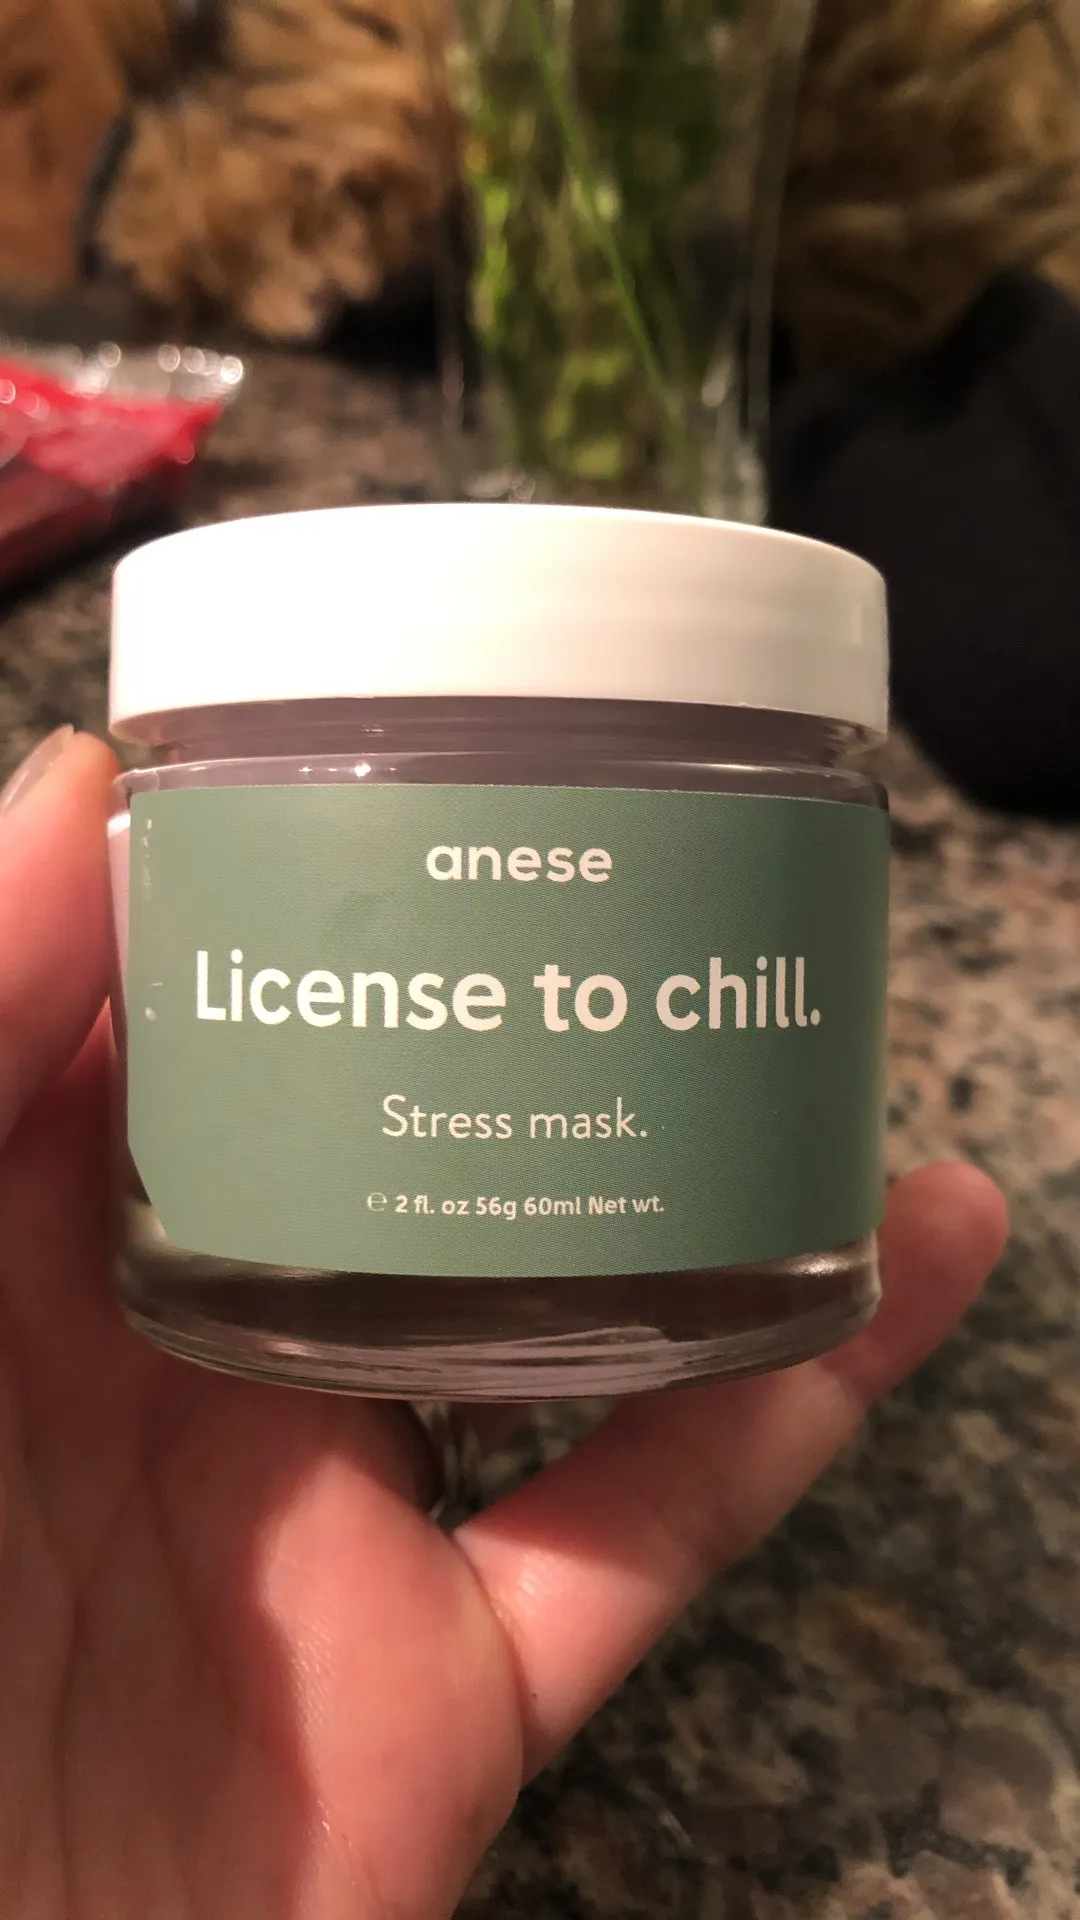 anese
License to chill.
Stress mask.
℮ 2 fl. oz 56g 60ml Net wt.